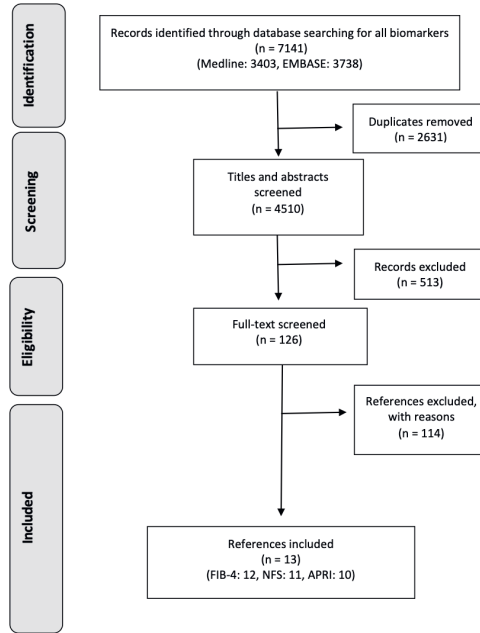 Identification
Records identified through database searching for all biomarkers
(n = 7141)
(Medline: 3403, EMBASE: 3738)
Duplicates removed
(n = 2631)
Screening
Titles and abstracts
screened
(n = 4510)
Records excluded
(n = 513)
Eligibility
Full-text screened
(n = 126)
References excluded,
with reasons
(n = 114)
Included
References included
(n = 13)
(FIB-4: 12, NFS: 11, APRI: 10)